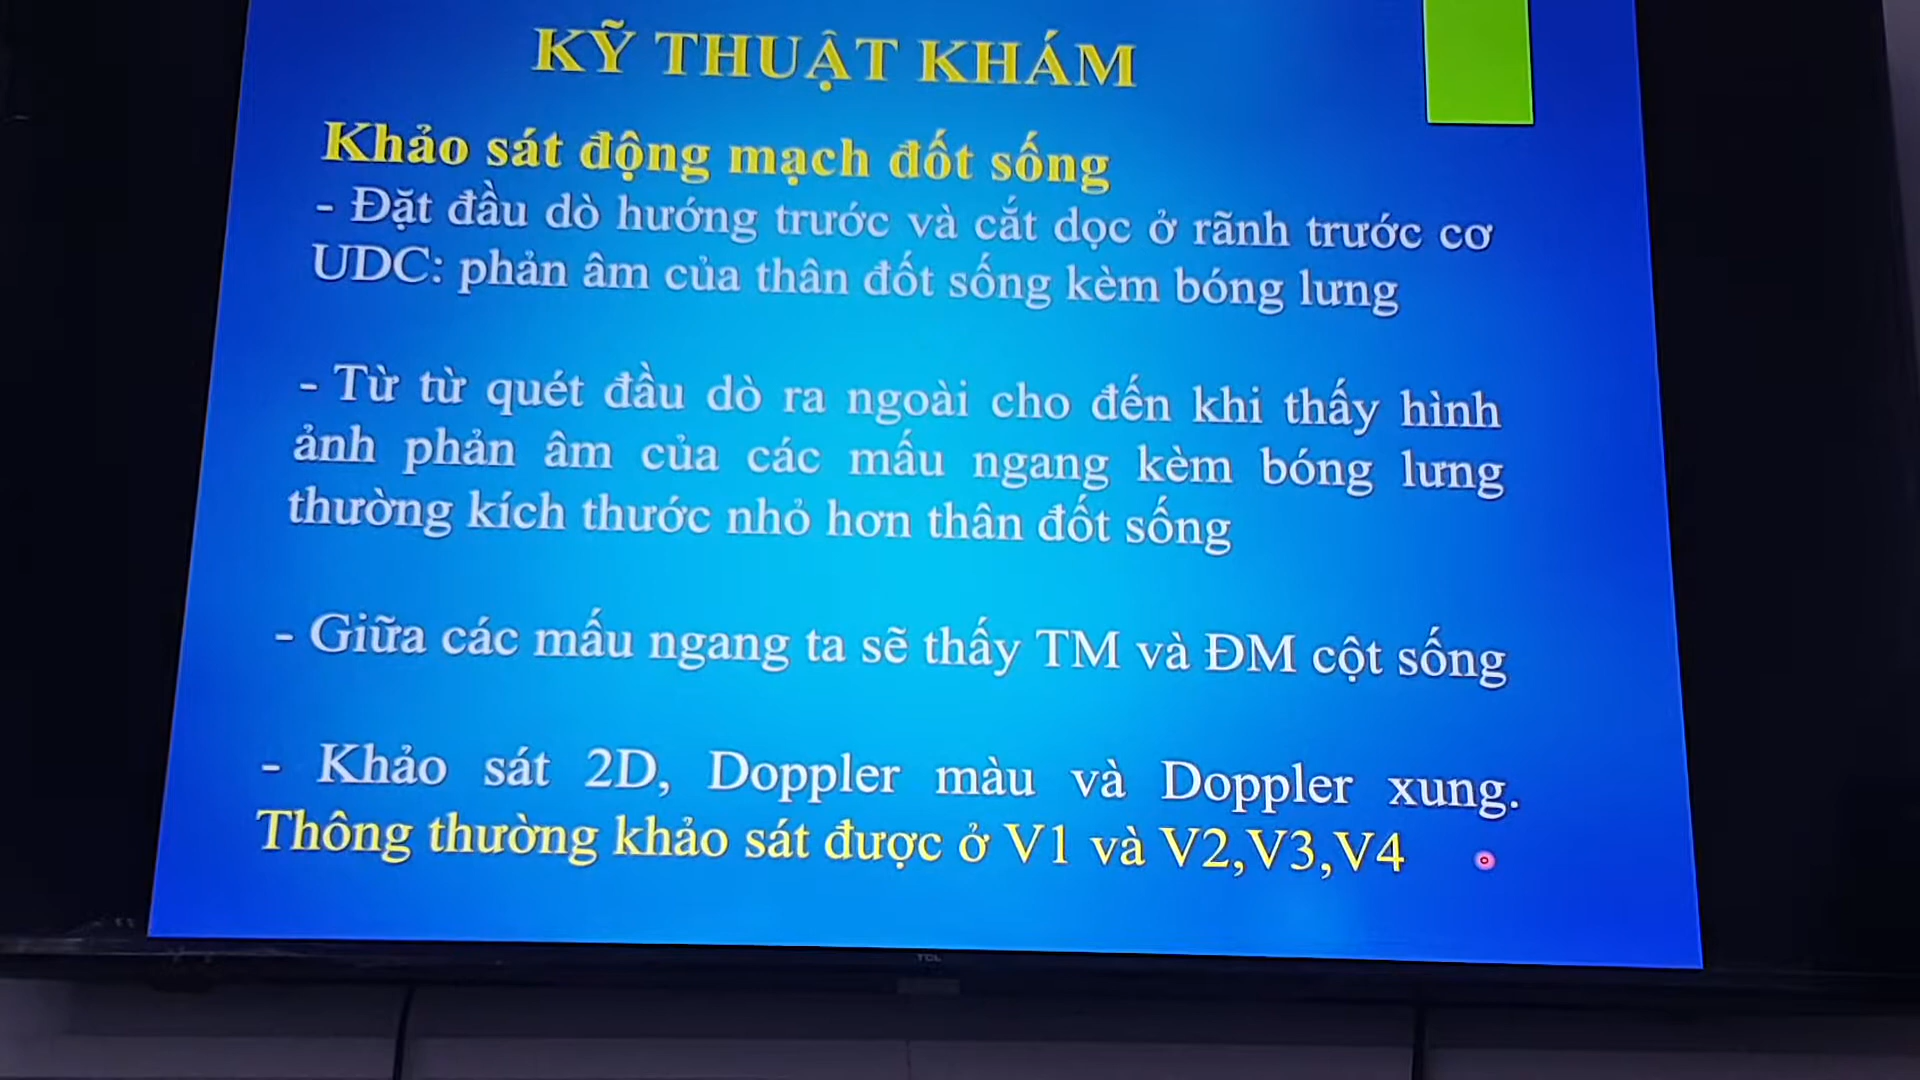 KỸ THUẬT KHÁM
Khảo sát động mạch đốt sống
- Đặt đầu dò hướng trước và cắt dọc ở rãnh trước cơ
UDC: phản âm của thân đốt sống kèm bóng lưng
- Từ từ quét đầu dò ra ngoài cho đến khi thấy hình
ảnh phản âm của các mấu ngang kèm bóng lưng
thường kích thước nhỏ hơn thân đốt sống
- Giữa các mấu ngang ta sẽ thấy TM và ĐM cột sống
- Khảo sát 2D, Doppler màu và Doppler xung.
Thông thường khảo sát được ở V1 và V2,V3,V4
TCL